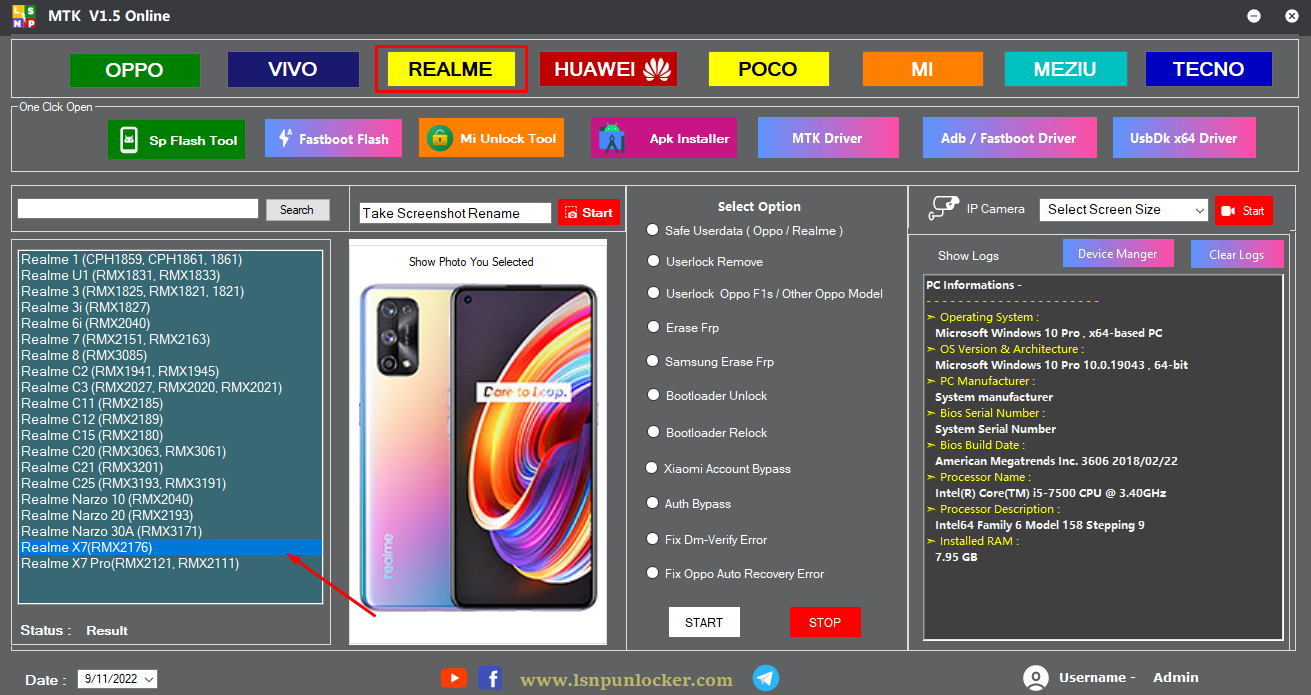 LS
NP
MTK V1.5 Online
OPPO
VIVO
REALME
HUAWEI
POCO
MI
MEZIU
TECNO
One Clck Open
Sp Flash Tool
Fastboot Flash
Mi Unlock Tool
Apk Installer
MTK Driver
Adb / Fastboot Driver
UsbDk x64 Driver
Search
Take Screenshot Rename
Start
Realme 1 (CPH1859, CPH1861, 1861)
Realme U1 (RMX1831, RMX1833)
Realme 3 (RMX1825, RMX1821, 1821)
Realme 3i (RMX1827)
Realme 6i (RMX2040)
Realme 7 (RMX2151, RMX2163)
Realme 8 (RMX3085)
Realme C2 (RMX1941, RMX1945)
Realme C3 (RMX2027, RMX2020, RMX2021)
Realme C11 (RMX2185)
Realme C12 (RMX2189)
Realme C15 (RMX2180)
Realme C20 (RMX3063, RMX3061)
Realme C21 (RMX3201)
Realme C25 (RMX3193, RMX3191)
Realme Narzo 10 (RMX2040)
Realme Narzo 20 (RMX2193)
Realme Narzo 30A (RMX3171)
Realme X7(RMX2176)
Realme X7 Pro(RMX2121, RMX2111)
Status : Result
Show Photo You Selected
Dare to Leap.
realme
Select Option
Safe Userdata ( Oppo / Realme )
Userlock Remove
Userlock Oppo F1s / Other Oppo Model
Erase Frp
Samsung Erase Frp
Bootloader Unlock
Bootloader Relock
Xiaomi Account Bypass
Auth Bypass
Fix Dm-Verify Error
Fix Oppo Auto Recovery Error
START
STOP
IP Camera
Select Screen Size
Start
Show Logs
Device Manger
Clear Logs
PC Informations -
- - - - - - - - - - - - - - - - - - - - - -
➣ Operating System :
Microsoft Windows 10 Pro , x64-based PC
➣ OS Version & Architecture :
Microsoft Windows 10 Pro 10.0.19043 , 64-bit
➣ PC Manufacturer :
System manufacturer
➣ Bios Serial Number :
System Serial Number
➣ Bios Build Date :
American Megatrends Inc. 3606 2018/02/22
➣ Processor Name :
Intel(R) Core(TM) i5-7500 CPU @ 3.40GHz
➣ Processor Description :
Intel64 Family 6 Model 158 Stepping 9
➣ Installed RAM :
7.95 GB
Date : 9/11/2022
www.lsnpunlocker.com
Username - Admin